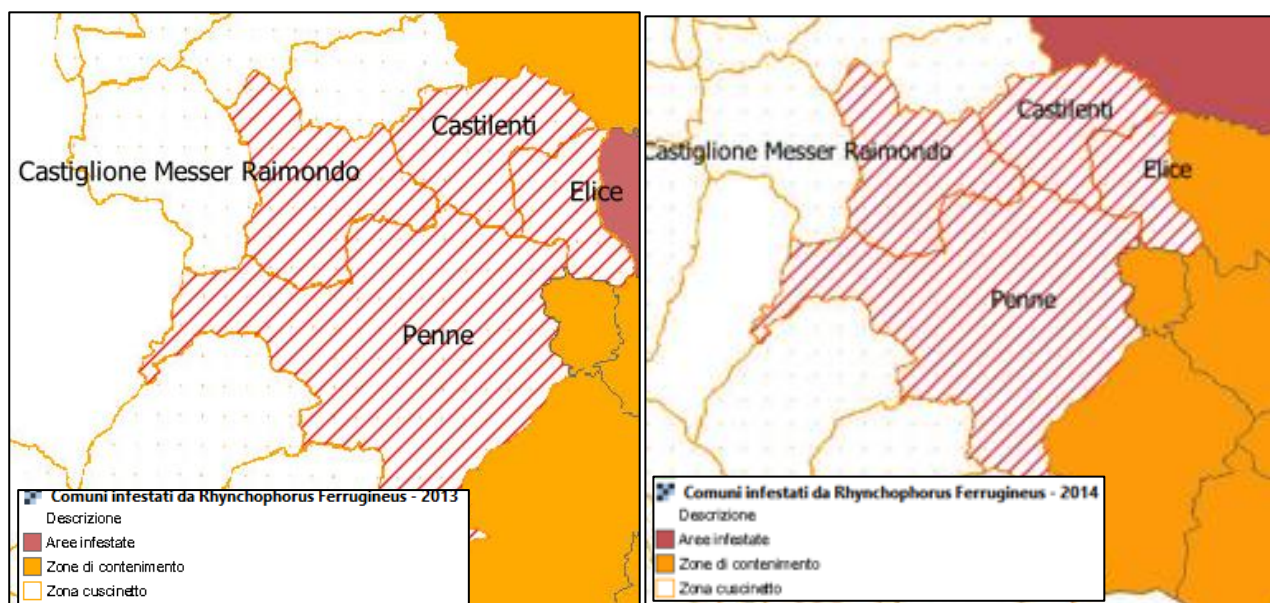 Castilenti
Castiglione Messer Raimondo
Elice
Penne
Comuni infestati da Rhynchophorus Ferrugineus - 2013
Descrizione
Aree infestate
Zone di contenimento
Zona cuscinetto
Castilenti
Castiglione Messer Raimondo
Elice
Penne
Comuni infestati da Rhynchophorus Ferrugineus - 2014
Descrizione
Aree infestate
Zone di contenimento
Zona cuscinetto